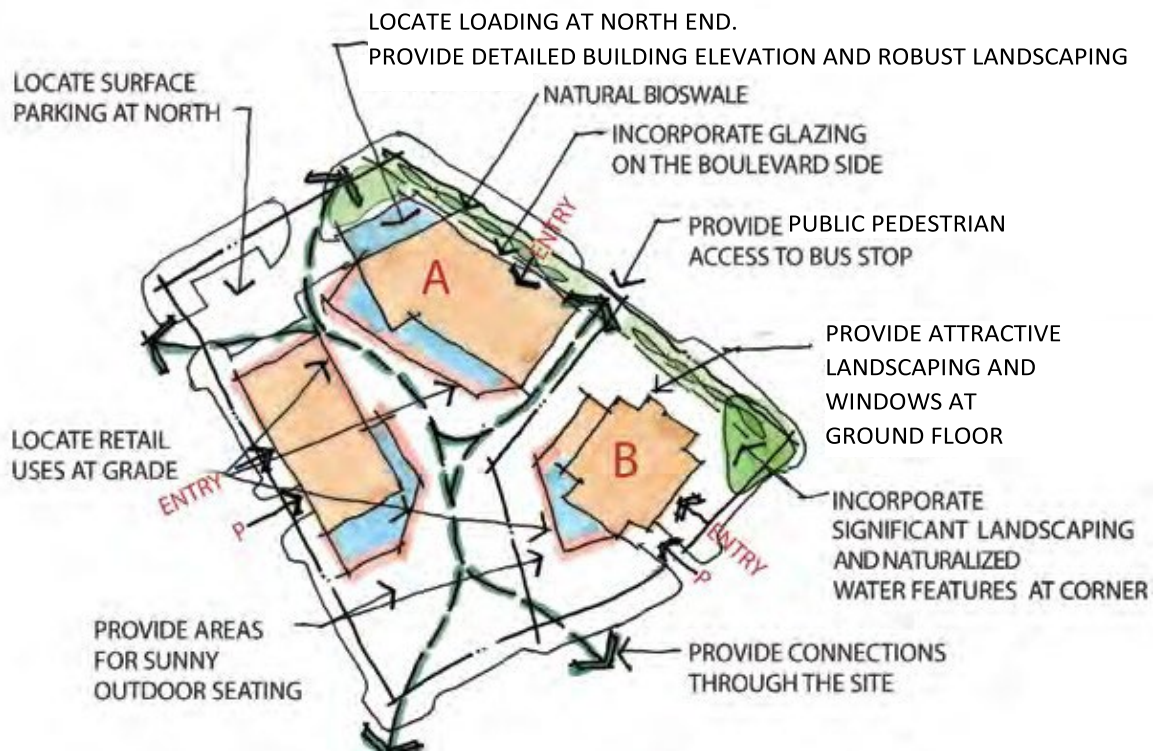 LOCATE LOADING AT NORTH END.
PROVIDE DETAILED BUILDING ELEVATION AND ROBUST LANDSCAPING
LOCATE SURFACE
PARKING AT NORTH
NATURAL BIOSWALE
INCORPORATE GLAZING
ON THE BOULEVARD SIDE
ENTRY
PROVIDE PUBLIC PEDESTRIAN
ACCESS TO BUS STOP
A
PROVIDE ATTRACTIVE
LANDSCAPING AND
WINDOWS AT
GROUND FLOOR
LOCATE RETAIL
USES AT GRADE
B
ENTRY
P
INCORPORATE
SIGNIFICANT LANDSCAPING
AND NATURALIZED
WATER FEATURES AT CORNER
ENTRY
P
PROVIDE AREAS
FOR SUNNY
OUTDOOR SEATING
PROVIDE CONNECTIONS
THROUGH THE SITE